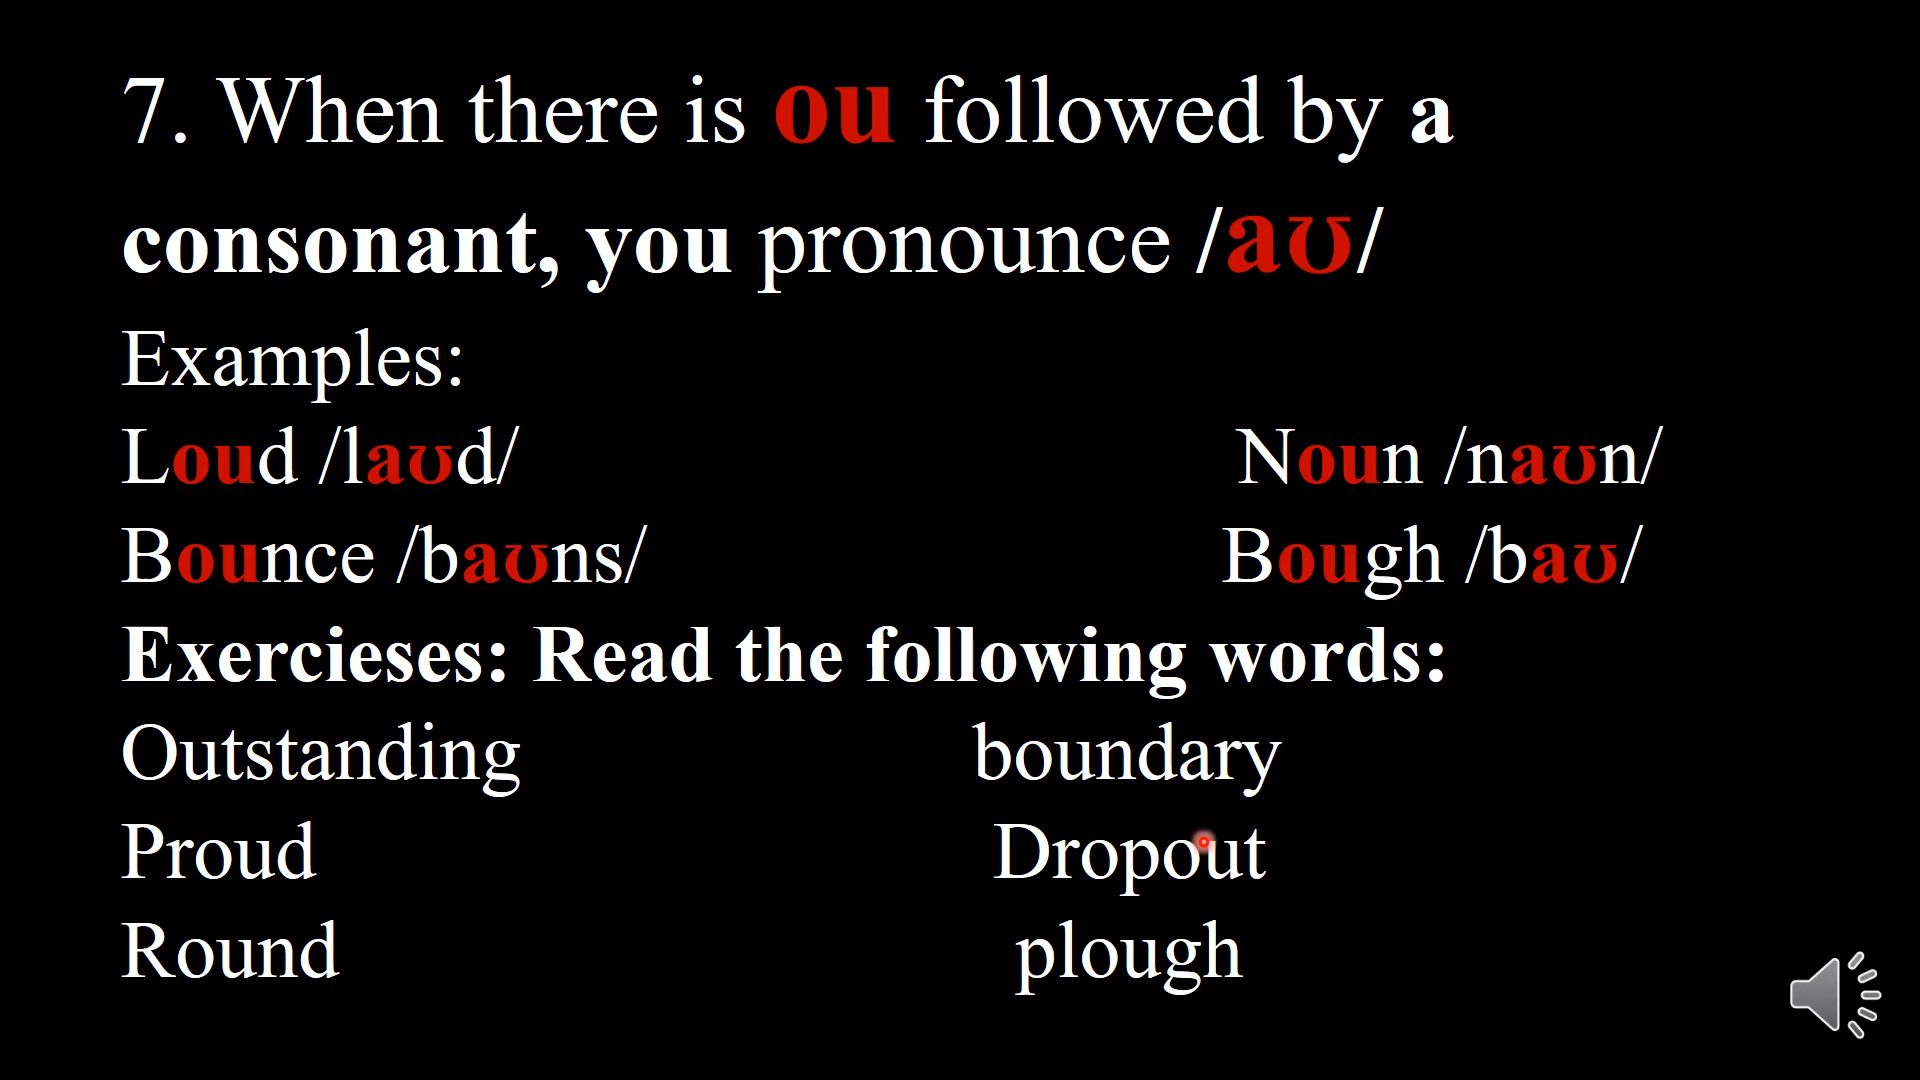 7. When there is ou followed by a
consonant, you pronounce /aʊ/
Examples:
Loud /laʊd/ Noun /naʊn/
Bounce /baʊns/ Bough /baʊ/
Exercieses: Read the following words:
Outstanding boundary
Proud Dropout
Round plough